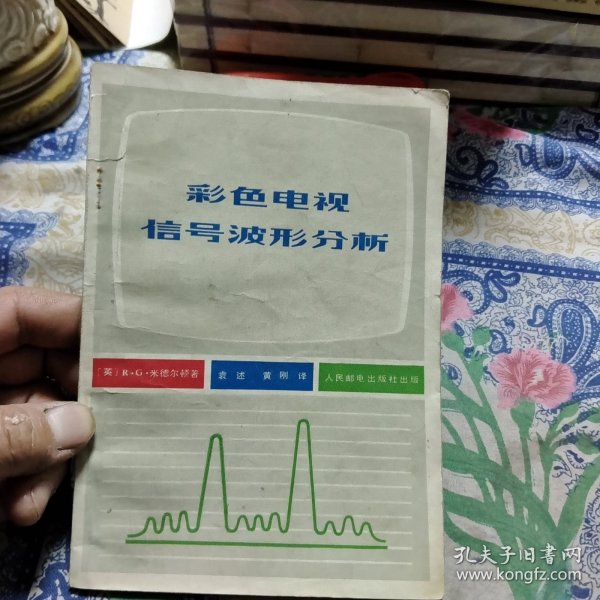 彩色电视
信号波形分析
[英] R·G·米德尔顿著
袁述 黄刚 译
人民邮电出版社出版
孔夫子旧书网
www.kongfz.com